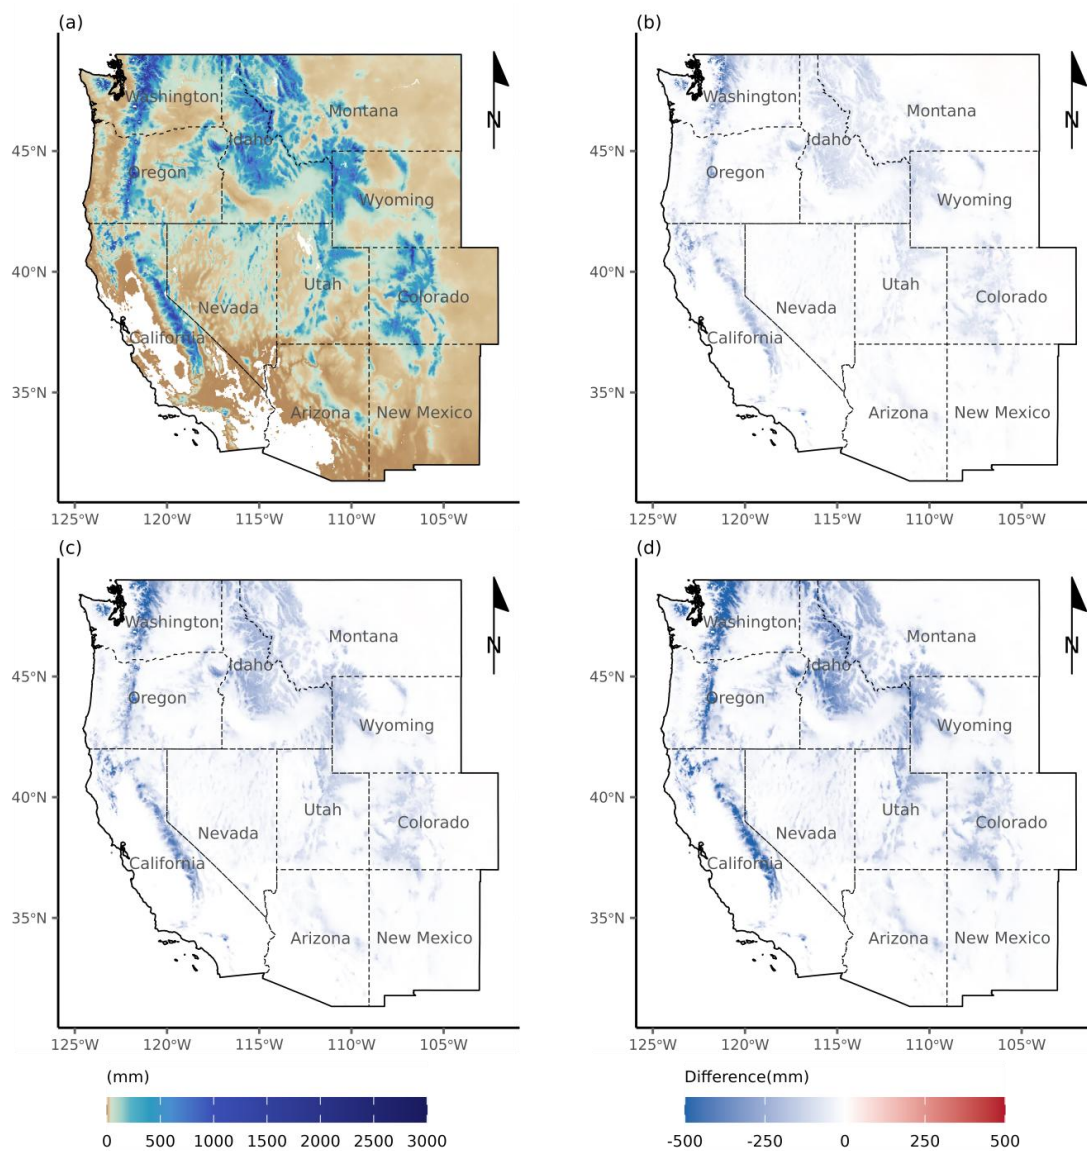 (a)
N
Washington
Montana
Idaho
Oregon
Wyoming
Utah
Nevada
Colorado
California
Arizona
New Mexico
45°N
40°N
35°N
125°W 120°W 115°W 110°W 105°W
(b)
N
Washington
Montana
Idaho
Oregon
Wyoming
Utah
Nevada
Colorado
California
Arizona
New Mexico
45°N
40°N
35°N
125°W 120°W 115°W 110°W 105°W
(c)
N
Washington
Montana
Idaho
Oregon
Wyoming
Utah
Nevada
Colorado
California
Arizona
New Mexico
45°N
40°N
35°N
125°W 120°W 115°W 110°W 105°W
(d)
N
Washington
Montana
Idaho
Oregon
Wyoming
Utah
Nevada
Colorado
California
Arizona
New Mexico
45°N
40°N
35°N
125°W 120°W 115°W 110°W 105°W
(mm)
0 500 1000 1500 2000 2500 3000
Difference(mm)
-500 -250 0 250 500